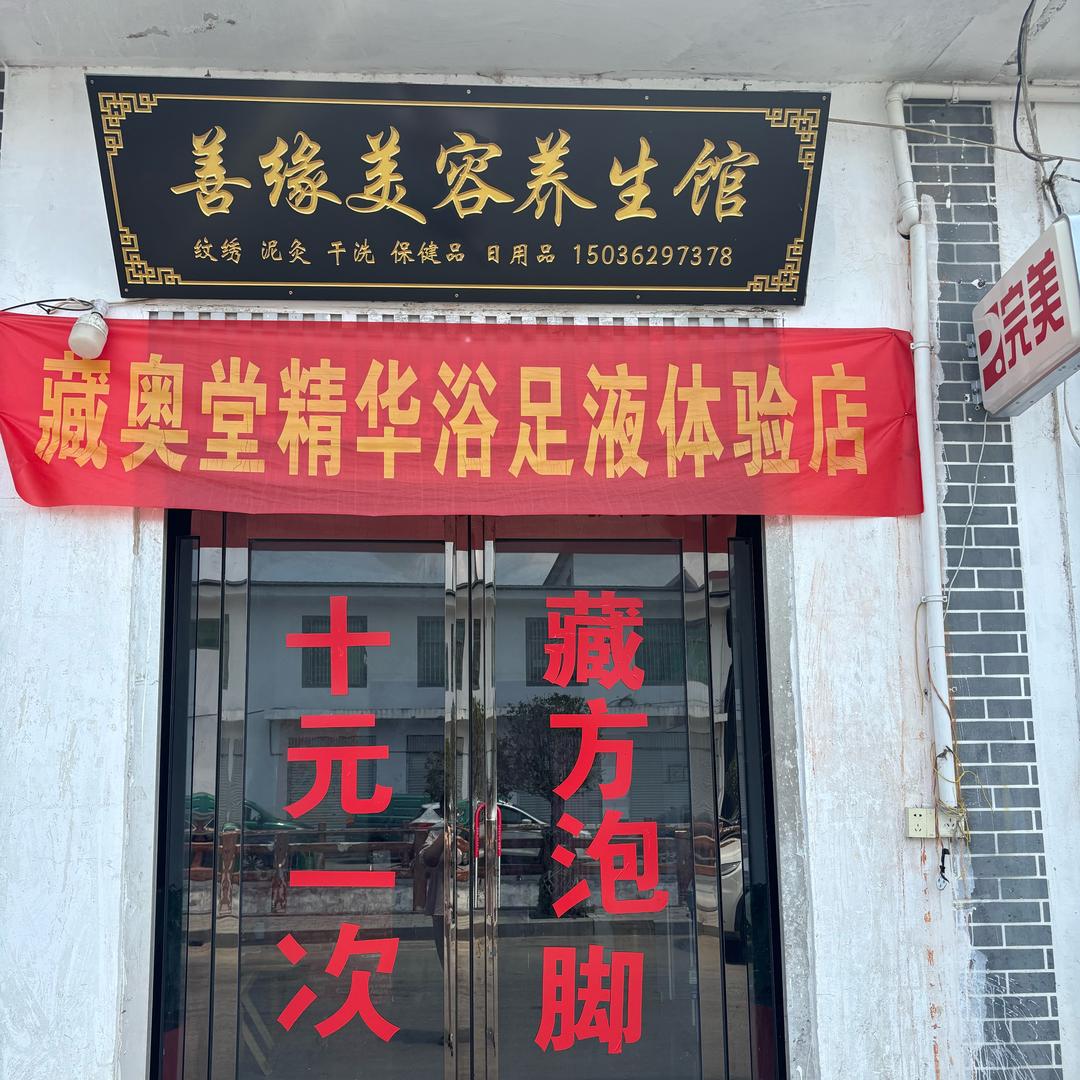 善缘美容养生馆
纹绣 泥灸 干洗 保健品 日用品 15036297378
藏奥堂精华浴足液体验店
完美
藏方泡脚
十元一次